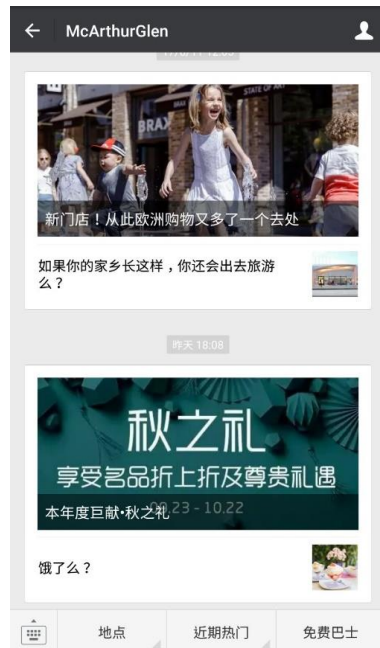 McArthurGlen
BRAX
STATE OF ART
新门店！从此欧洲购物又多了一个去处
如果你的家乡长这样，你还会出去旅游
么？
昨天 18:08
秋之礼
享受名品折上折及尊贵礼遇
09.23 - 10.22
本年度巨献•秋之礼
饿了么？
地点
近期热门
免费巴士